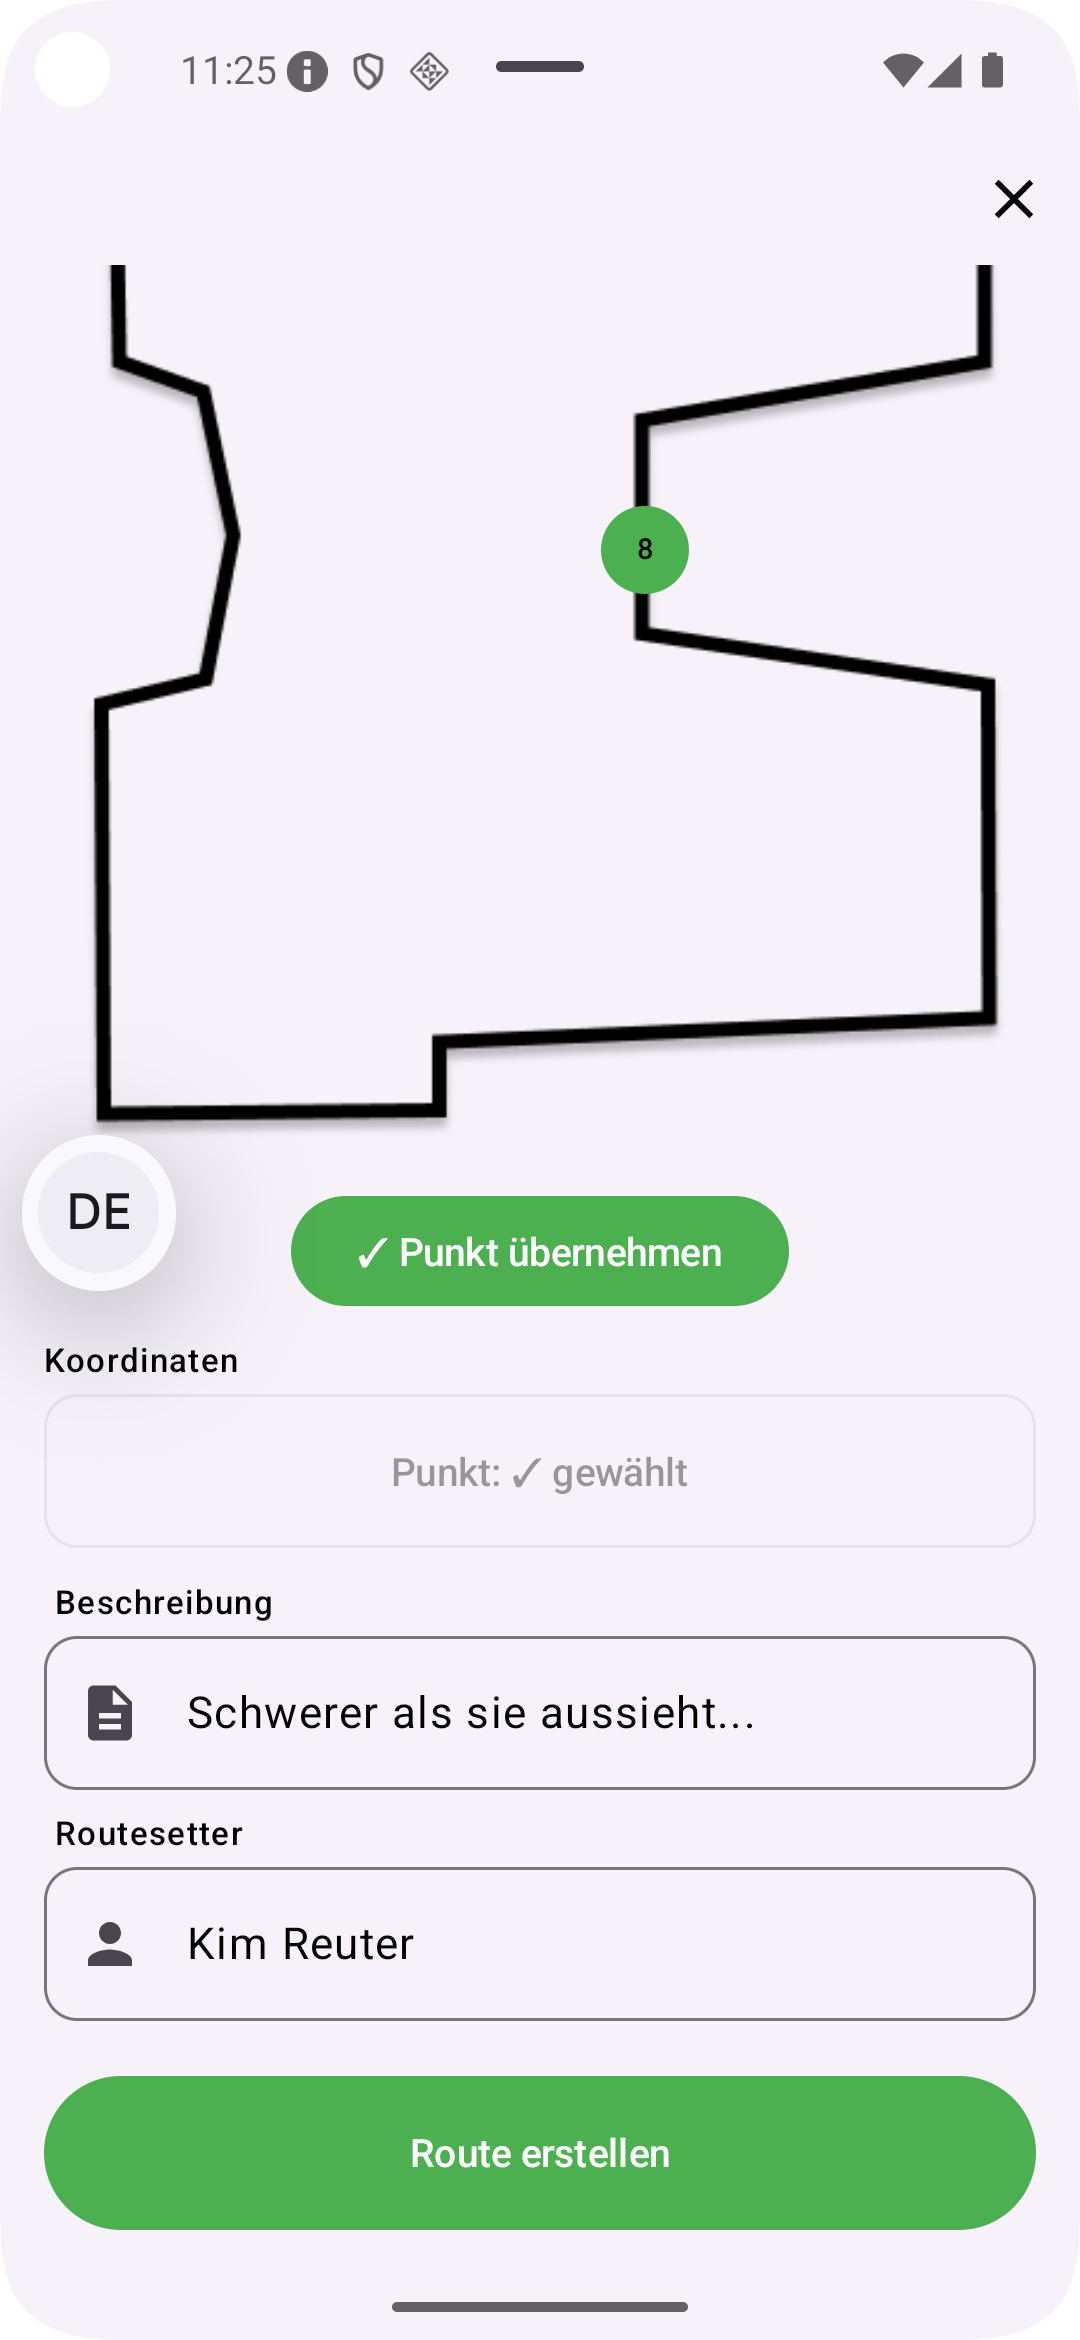 11:25
8
DE
✓ Punkt übernehmen
Koordinaten
Punkt: ✓ gewählt
Beschreibung
Schwerer als sie aussieht...
Routesetter
Kim Reuter
Route erstellen